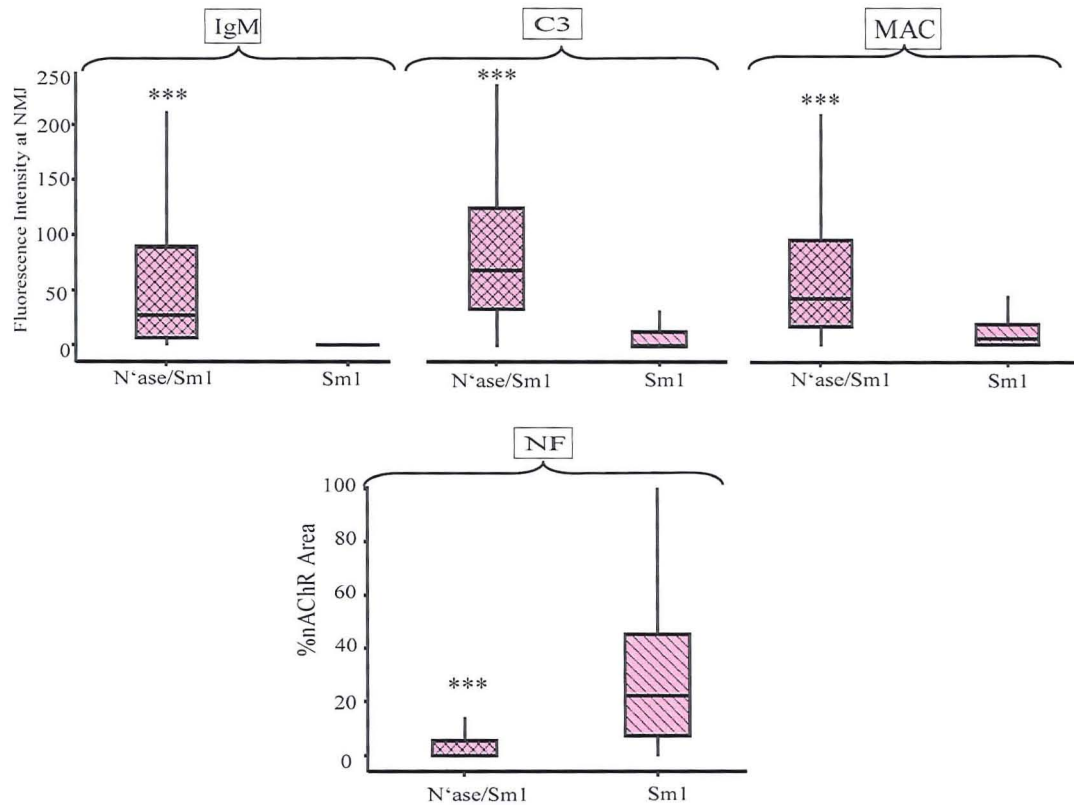 IgM
C3
MAC
Fluorescence Intensity at NMJ
250
200
150
100
50
0
***
***
***
N‘ase/Sm1
Sm1
N‘ase/Sm1
Sm1
N‘ase/Sm1
Sm1
NF
%nAChR Area
100
80
60
40
20
0
***
N‘ase/Sm1
Sm1